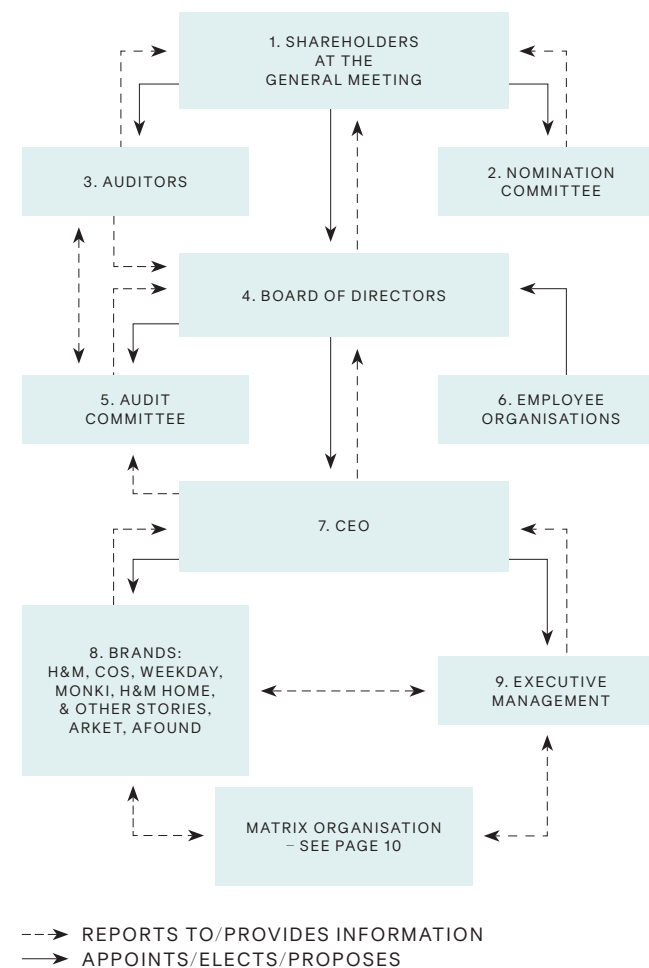 1. SHAREHOLDERS
AT THE
GENERAL MEETING
3. AUDITORS
2. NOMINATION
COMMITTEE
4. BOARD OF DIRECTORS
5. AUDIT
COMMITTEE
6. EMPLOYEE
ORGANISATIONS
7. CEO
8. BRANDS:
H&M, COS, WEEKDAY,
MONKI, H&M HOME,
& OTHER STORIES,
ARKET, AFOUND
9. EXECUTIVE
MANAGEMENT
MATRIX ORGANISATION
– SEE PAGE 10
REPORTS TO/PROVIDES INFORMATION
APPOINTS/ELECTS/PROPOSES